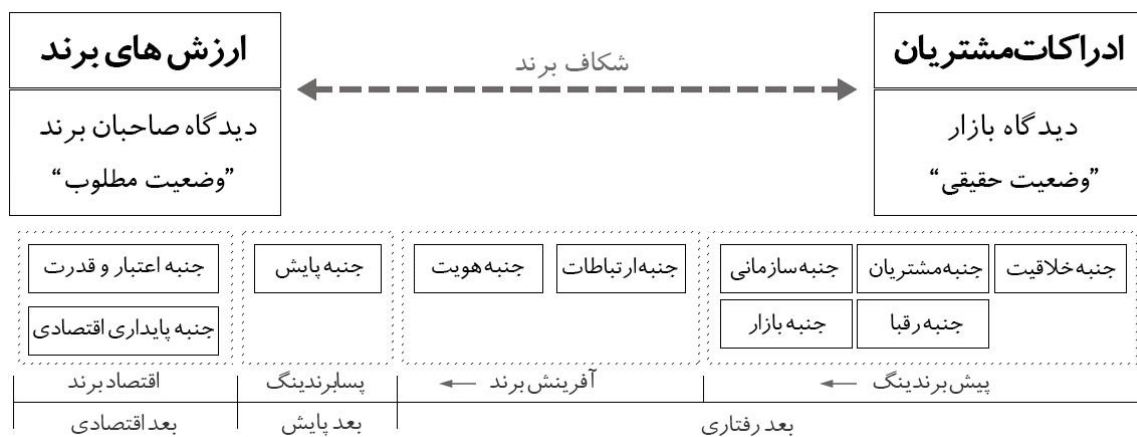 ادراکات مشتریان
دیدگاه بازار
”وضعیت حقیقی“
شکاف برند
ارزش های برند
دیدگاه صاحبان برند
”وضعیت مطلوب“
جنبه خلاقیت
جنبه مشتریان
جنبه سازمانی
جنبه رقبا
جنبه بازار
جنبه ارتباطات
جنبه هویت
جنبه پایش
جنبه اعتبار و قدرت
جنبه پایداری اقتصادی
پیش برندینگ
آفرینش برند
پسابرندینگ
اقتصاد برند
بعد رفتاری
بعد پایش
بعد اقتصادی